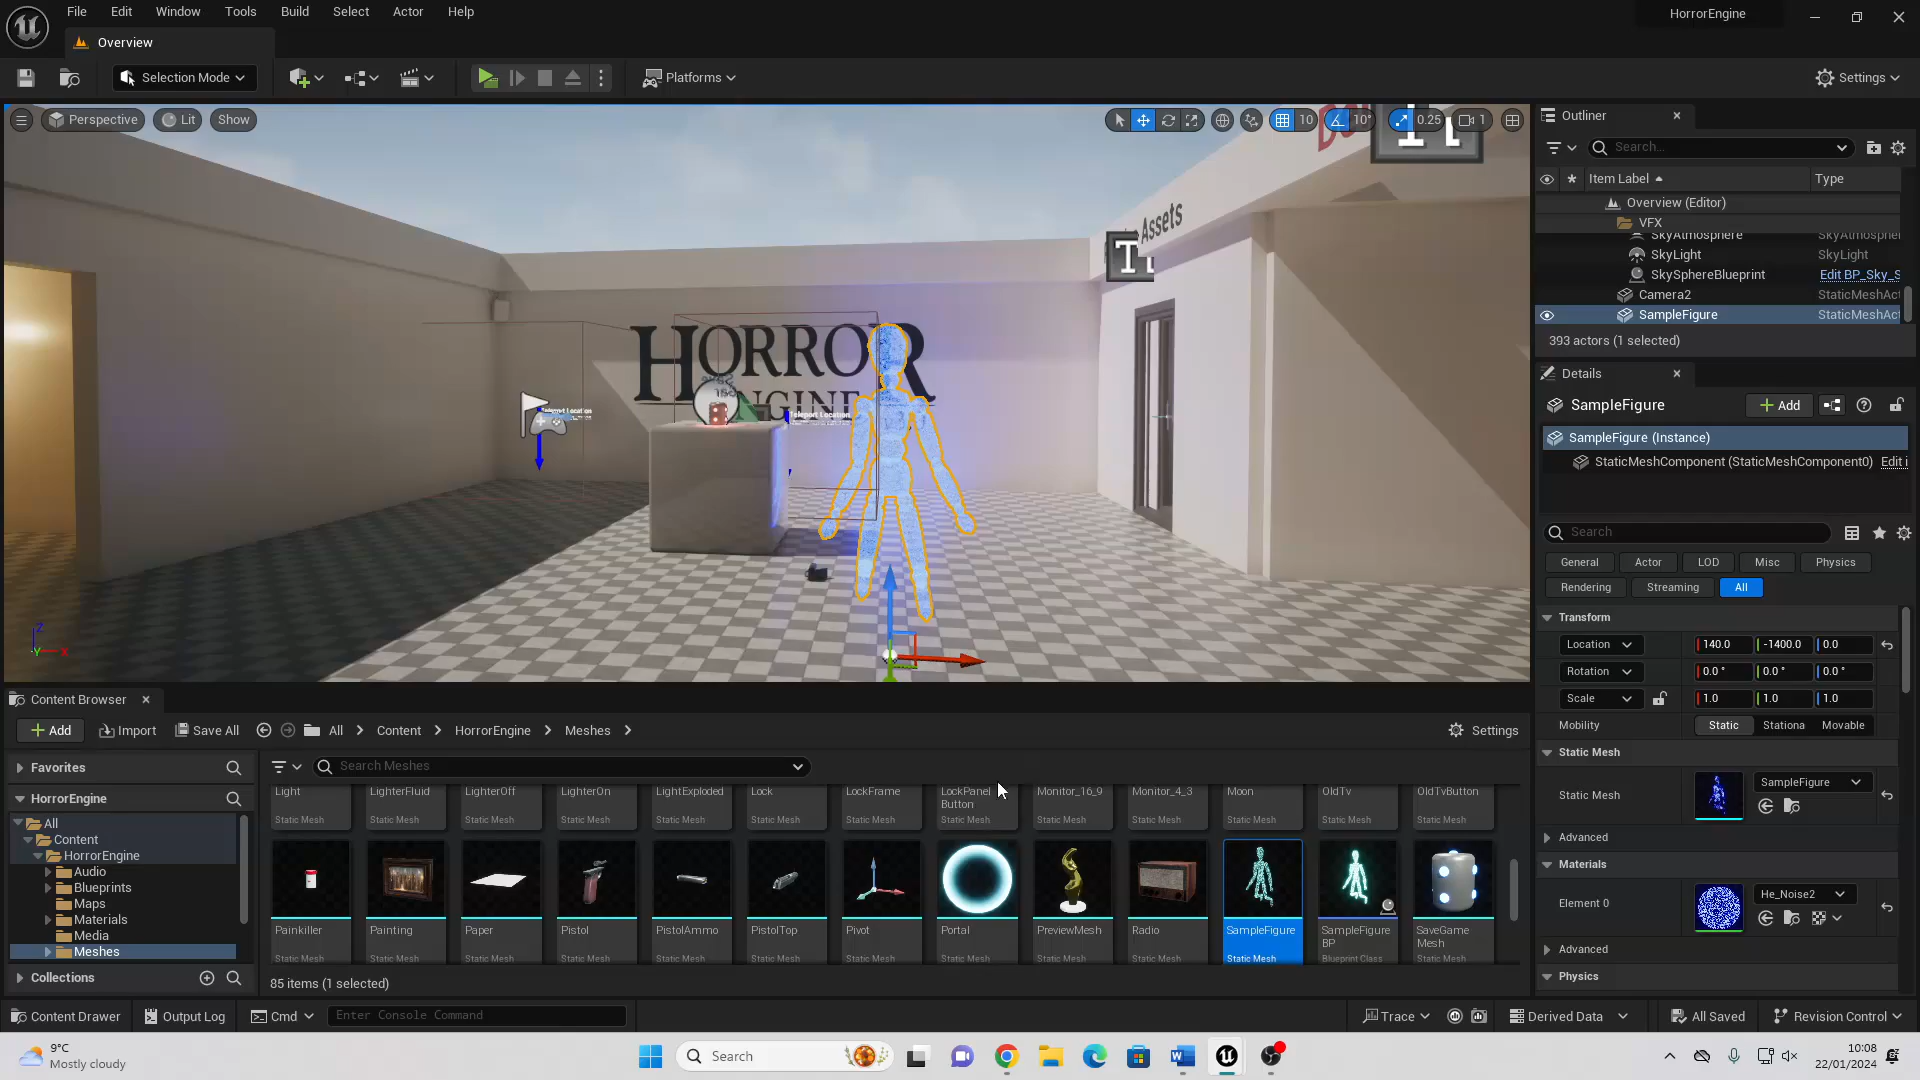 File Edit View... Window Tools Build Select Actor Help
HorrorEngine
Overview
Selection Mode
Platforms
Settings
Perspective
Lit
Show
10
10°
0.25
1
Assets
HORROR
ENGINE
Teleport Location
Teleport Location
Outliner
Search...
Item Label
Type
Overview (Editor)
VFX
SkyAtmosphere
SkyAtmospher
SkyLight
SkyLight
SkySphereBlueprint
Edit BP_Sky_S
Camera2
StaticMeshAct
SampleFigure
StaticMeshAct
393 actors (1 selected)
Details
SampleFigure
Add
SampleFigure (Instance)
StaticMeshComponent (StaticMeshComponent0)
Edit i
Search
General
Actor
LOD
Misc
Physics
Rendering
Streaming
All
Transform
Location
140.0
-1400.0
0.0
Rotation
0.0°
0.0°
0.0°
Scale
1.0
1.0
1.0
Mobility
Static
Stationa
Movable
Static Mesh
Static Mesh
SampleFigure
Advanced
Materials
Element 0
He_Noise2
Advanced
Physics
Z
Y
X
Content Browser
Add
Import
Save All
All
Content
HorrorEngine
Meshes
Settings
Favorites
HorrorEngine
All
Content
HorrorEngine
Audio
Blueprints
Maps
Materials
Media
Meshes
Collections
Search Meshes
Light
Static Mesh
LighterFluid
Static Mesh
LighterOff
Static Mesh
LighterOn
Static Mesh
LightExploded
Static Mesh
Lock
Static Mesh
LockFrame
Static Mesh
LockPanel
Button
Static Mesh
Monitor_16_9
Static Mesh
Monitor_4_3
Static Mesh
Moon
Static Mesh
OldTv
Static Mesh
OldTvButton
Static Mesh
Painkiller
Static Mesh
Painting
Static Mesh
Paper
Static Mesh
Pistol
Static Mesh
PistolAmmo
Static Mesh
PistolTop
Static Mesh
Pivot
Static Mesh
Portal
Static Mesh
PreviewMesh
Static Mesh
Radio
Static Mesh
SampleFigure
Static Mesh
SampleFigure
BP
Blueprint Class
SaveGame
Mesh
Static Mesh
85 items (1 selected)
Content Drawer
Output Log
Cmd
Enter Console Command
Trace
Derived Data
All Saved
Revision Control
9°C
Mostly cloudy
Search
10:08
22/01/2024